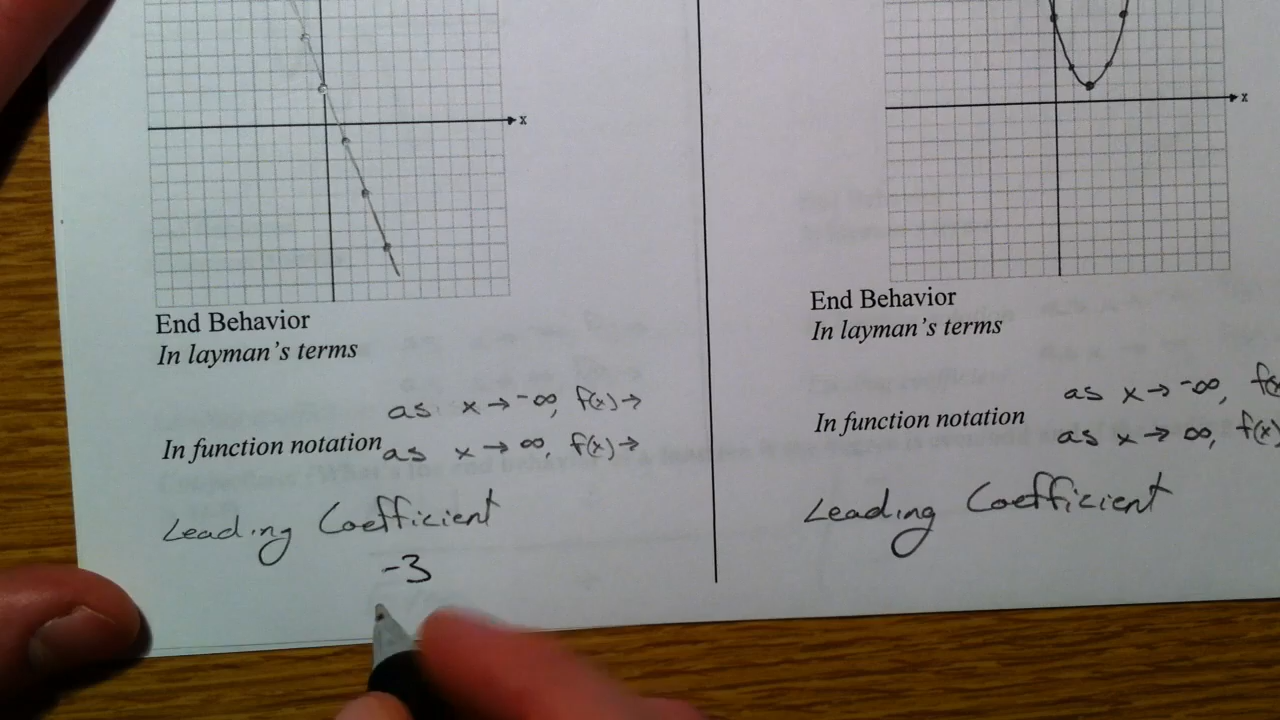 x
End Behavior
In layman's terms
as x→-∞, f(x)→
In function notation as x→∞, f(x)→
Leading Coefficient
-3
x
End Behavior
In layman's terms
as x→-∞,
In function notation as x→∞, f(x)
Leading Coefficient